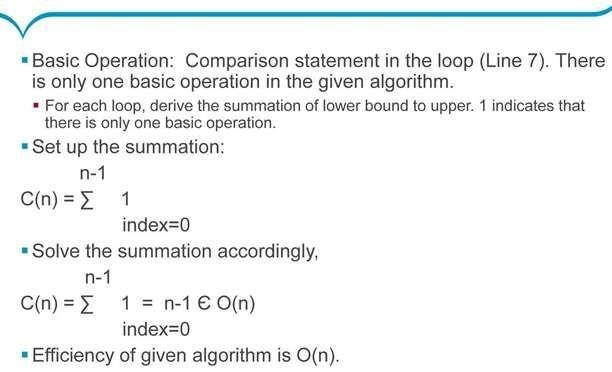 Basic Operation: Comparison statement in the loop (Line 7). There
is only one basic operation in the given algorithm.
For each loop, derive the summation of lower bound to upper. 1 indicates that
there is only one basic operation.
Set up the summation:
n-1
C(n) = ∑ 1
index=0
Solve the summation accordingly,
n-1
C(n) = ∑ 1 = n-1 Є O(n)
index=0
Efficiency of given algorithm is O(n).